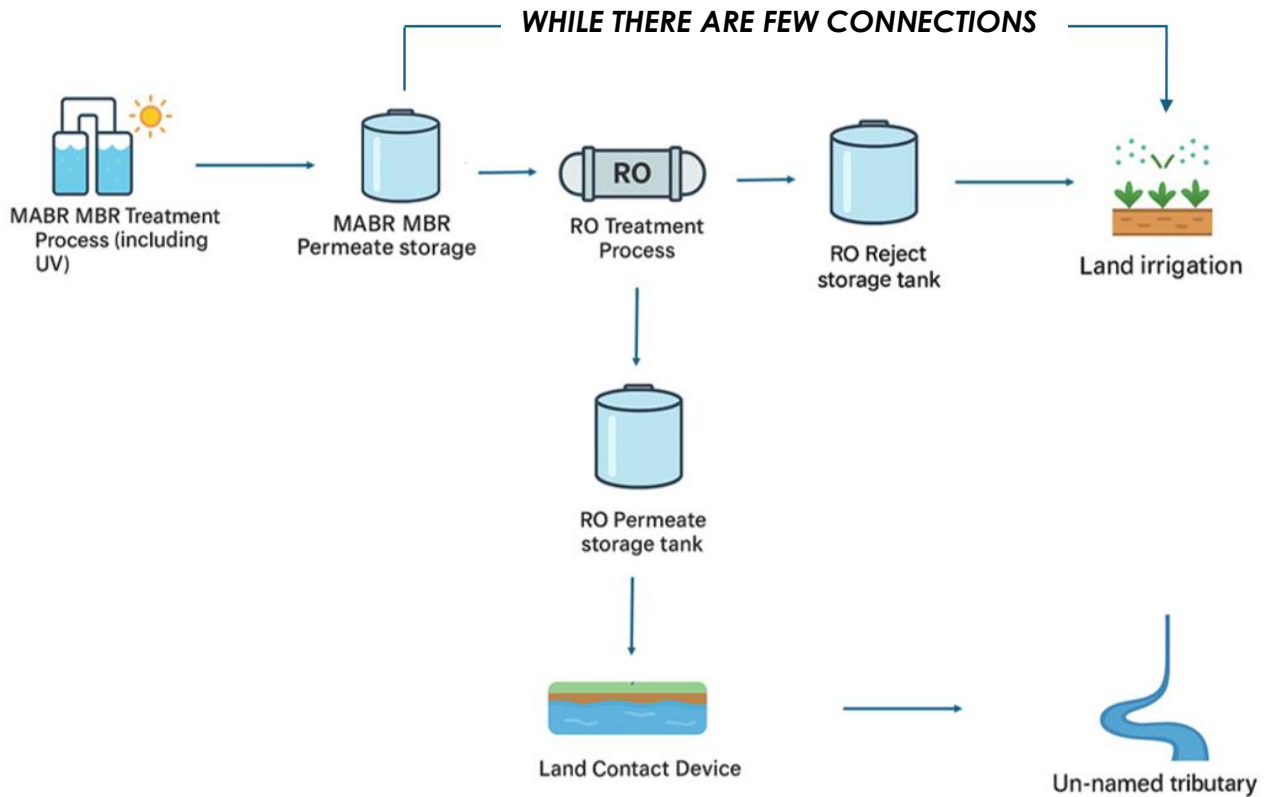 WHILE THERE ARE FEW CONNECTIONS
MABR MBR Treatment
Process (including
UV)
MABR MBR
Permeate storage
RO
RO Treatment
Process
RO Reject
storage tank
Land irrigation
RO Permeate
storage tank
Land Contact Device
Un-named tributary